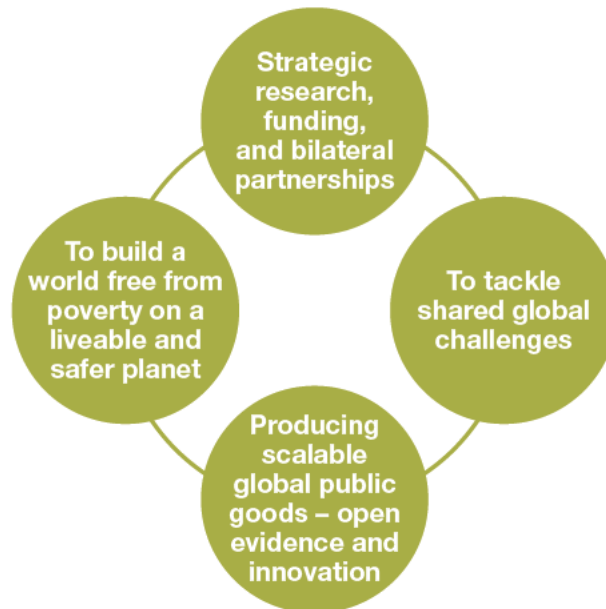 Strategic
research,
funding,
and bilateral
partnerships
To tackle
shared global
challenges
Producing
scalable
global public
goods – open
evidence and
innovation
To build a
world free from
poverty on a
liveable and
safer planet